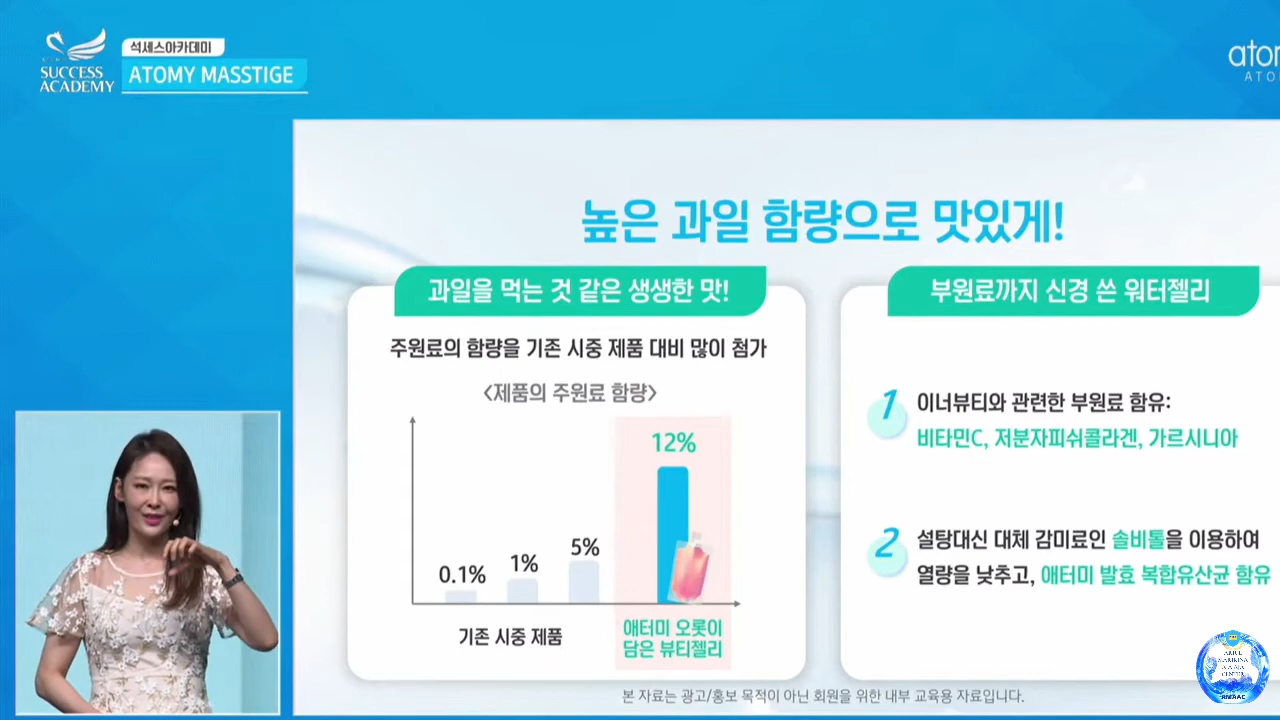 SUCCESS
ACADEMY
석세스아카데미
ATOMY MASSTIGE
높은 과일 함량으로 맛있게!
과일을 먹는 것 같은 생생한 맛!
주원료의 함량을 기존 시중 제품 대비 많이 첨가
<제품의 주원료 함량>
12%
5%
1%
0.1%
기존 시중 제품
애터미 오롯이
담은 뷰티젤리
부원료까지 신경 쓴 워터젤리
1
이너뷰티와 관련한 부원료 함유:
비타민C, 저분자피쉬콜라겐, 가르시니아
2
설탕대신 대체 감미료인 솔비톨을 이용하여
열량을 낮추고, 애터미 발효 복합유산균 함유
본 자료는 광고/홍보 목적이 아닌 회원을 위한 내부 교육용 자료입니다.